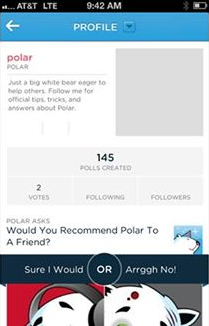 AT&T LTE 9:42 AM
PROFILE
polar
POLAR
Just a big white bear eager to
help others. Follow me for
official tips, tricks, and
answers about Polar.
145
POLLS CREATED
2
VOTES FOLLOWING FOLLOWERS
POLAR ASKS
Would You Recommend Polar To
A Friend?
Sure I Would OR Arrggh No!